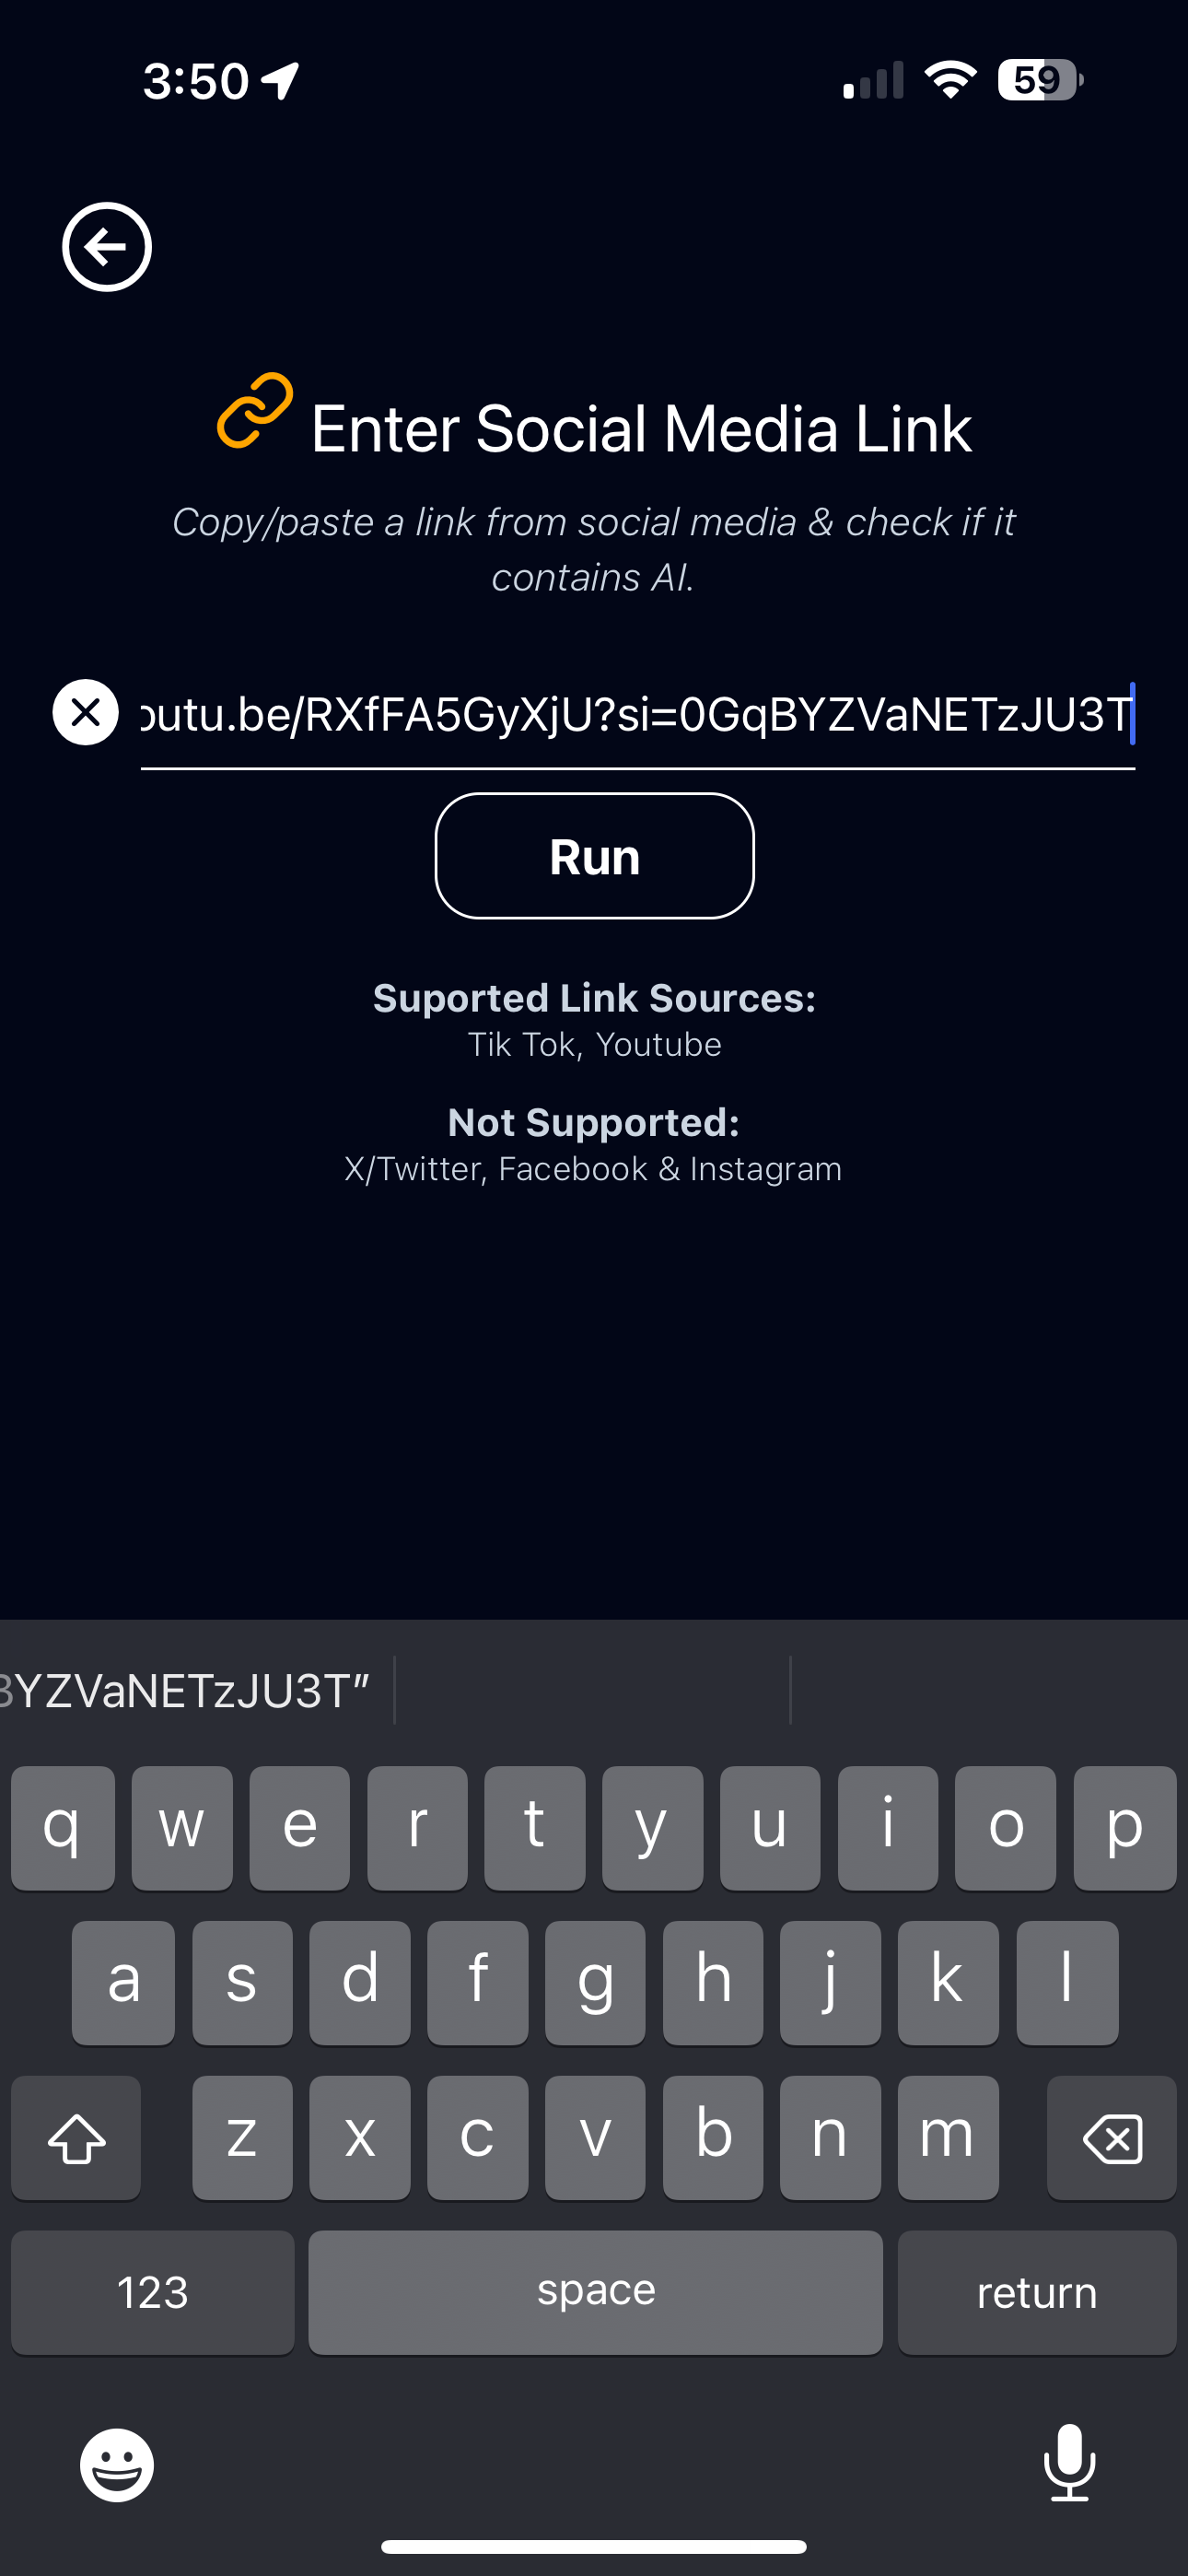 3:50
59
Enter Social Media Link
Copy/paste a link from social media & check if it
contains AI.
outu.be/RXfFA5GyXjU?si=0GqBYZVaNETzJU3T
Run
Suported Link Sources:
Tik Tok, Youtube
Not Supported:
X/Twitter, Facebook & Instagram
BYZVaNETzJU3T”
q w e r t y u i o p
a s d f g h j k l
z x c v b n m
123 space return